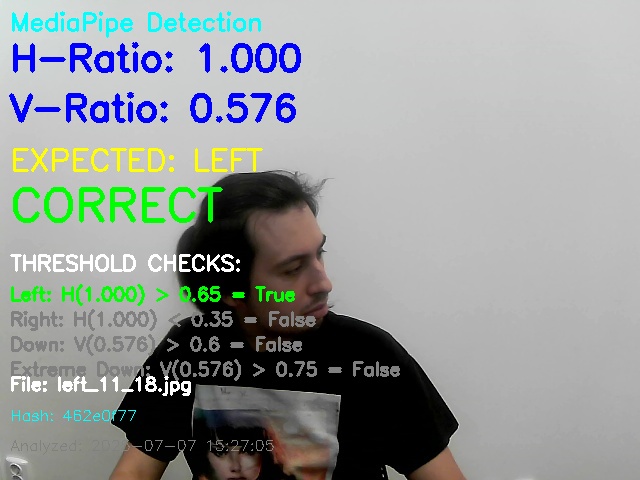 MediaPipe Detection
H-Ratio: 1.000
V-Ratio: 0.576
EXPECTED: LEFT
CORRECT
THRESHOLD CHECKS:
Left: H(1.000) > 0.65 = True
Right: H(1.000) < 0.35 = False
Down: V(0.576) > 0.6 = False
Extreme Down: V(0.576) > 0.75 = False
File: left_11_18.jpg
Hash: 462e0f77
Analyzed: -07-07 15:27:05